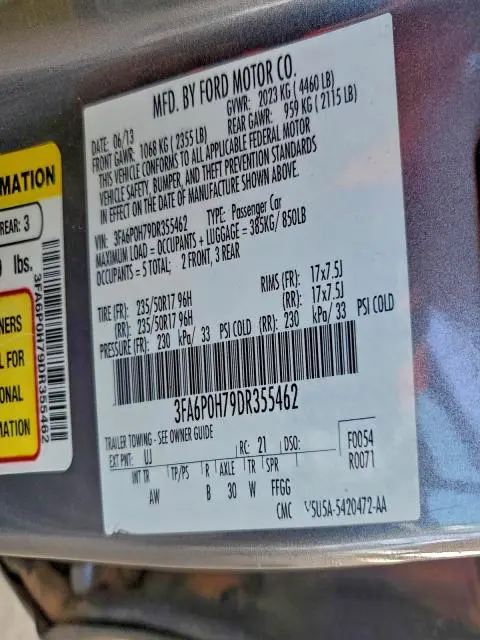 MFD. BY FORD MOTOR CO.
DATE: 06/13 GVWR: 2023 KG ( 4460 LB)
FRONT GAWR: 1068 KG ( 2355 LB) REAR GAWR: 959 KG ( 2115 LB)
THIS VEHICLE CONFORMS TO ALL APPLICABLE FEDERAL MOTOR
VEHICLE SAFETY, BUMPER, AND THEFT PREVENTION STANDARDS
IN EFFECT ON THE DATE OF MANUFACTURE SHOWN ABOVE.
VIN: 3FA6P0H79DR355462 TYPE: Passenger Car
MAXIMUM LOAD = OCCUPANTS + LUGGAGE = 385KG/ 850LB
OCCUPANTS = 5 TOTAL; 2 FRONT, 3 REAR
TIRE (FR): 235/50R17 96H RIMS (FR): 17x7.5J
(RR): 235/50R17 96H (RR): 17x7.5J
PRESSURE (FR): 230 kPa/ 33 PSI COLD (RR): 230 kPa/ 33 PSI COLD
3FA6P0H79DR355462
TRAILER TOWING - SEE OWNER GUIDE
EXT PNT: UJ RC: 21 DSO: F0054
INT TR TP/PS R AXLE TR SPR R0071
AW B 30 W FFGG
CMC V5U5A-5420472-AA
RMATION
REAR: 3
lbs.
NERS
L FOR
ONAL
MATION
3FA6P0H79DR355462